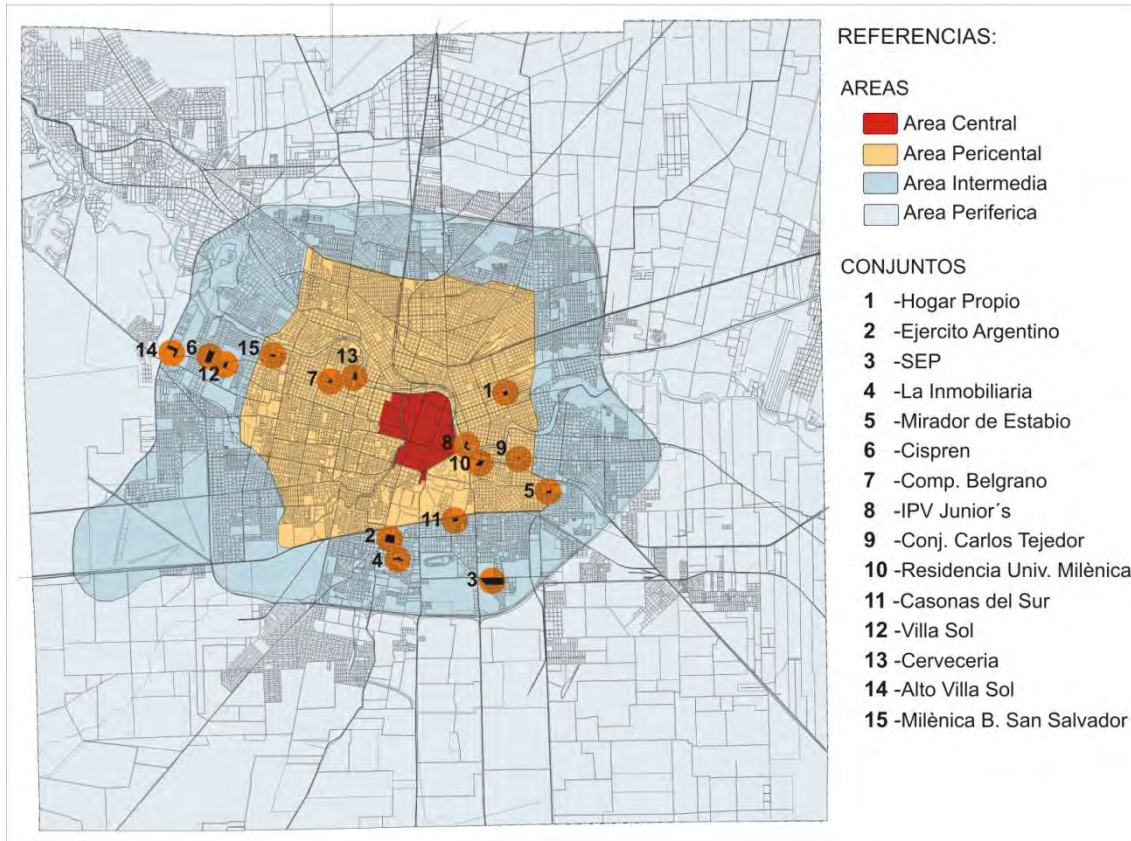 REFERENCIAS:
AREAS
Area Central
Area Pericental
Area Intermedia
Area Periferica
CONJUNTOS
1 -Hogar Propio
2 -Ejercito Argentino
3 -SEP
4 -La Inmobiliaria
5 -Mirador de Estabio
6 -Cispren
7 -Comp. Belgrano
8 -IPV Junior´s
9 -Conj. Carlos Tejedor
10 -Residencia Univ. Milènica
11 -Casonas del Sur
12 -Villa Sol
13 -Cerveceria
14 -Alto Villa Sol
15 -Milènica B. San Salvador
14
6
12
15
13
7
1
8
10
9
5
11
2
4
3